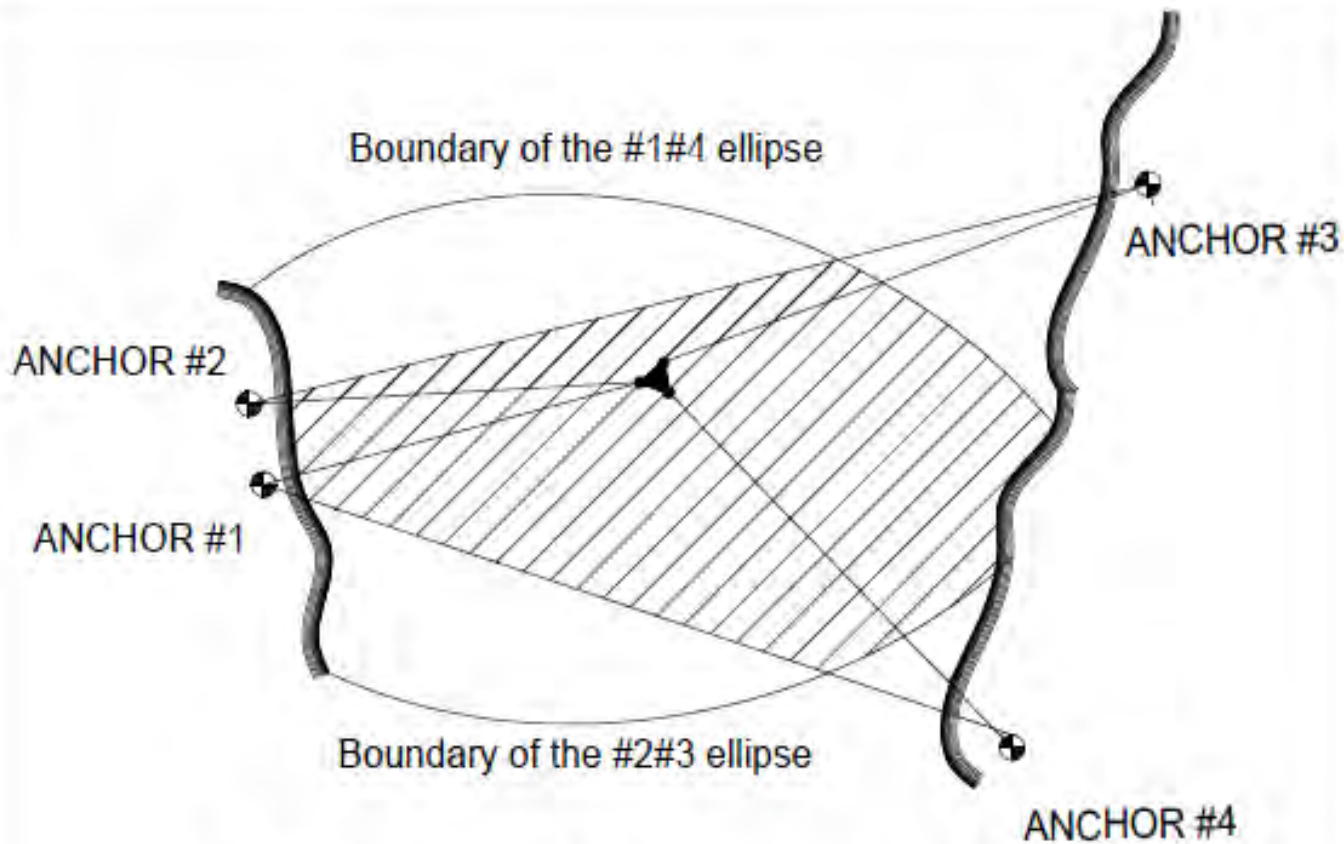 Boundary of the #1#4 ellipse
ANCHOR #3
ANCHOR #2
ANCHOR #1
Boundary of the #2#3 ellipse
ANCHOR #4